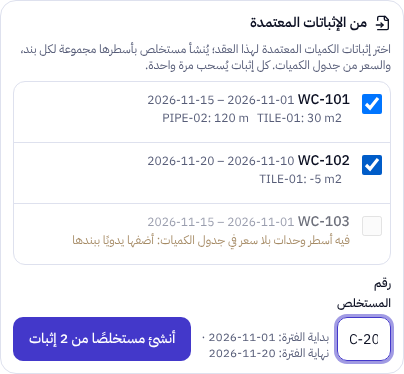 من الإثباتات المعتمدة
اختر إثباتات الكميات المعتمدة لهذا العقد؛ يُنشأ مستخلص بأسطرها مجموعة لكل بند،
والسعر من جدول الكميات. كل إثبات يُسحب مرة واحدة.
WC-101 2026-11-01 – 2026-11-15
TILE-01: 30 m2 PIPE-02: 120 m
WC-102 2026-11-10 – 2026-11-20
TILE-01: -5 m2
WC-103 2026-11-01 – 2026-11-15
فيه أسطر وحدات بلا سعر في جدول الكميات: أضفها يدويًا ببندها
رقم
المستخلص
C-20
بداية الفترة: 2026-11-01 ·
نهاية الفترة: 2026-11-20
أنشئ مستخلصًا من 2 إثبات